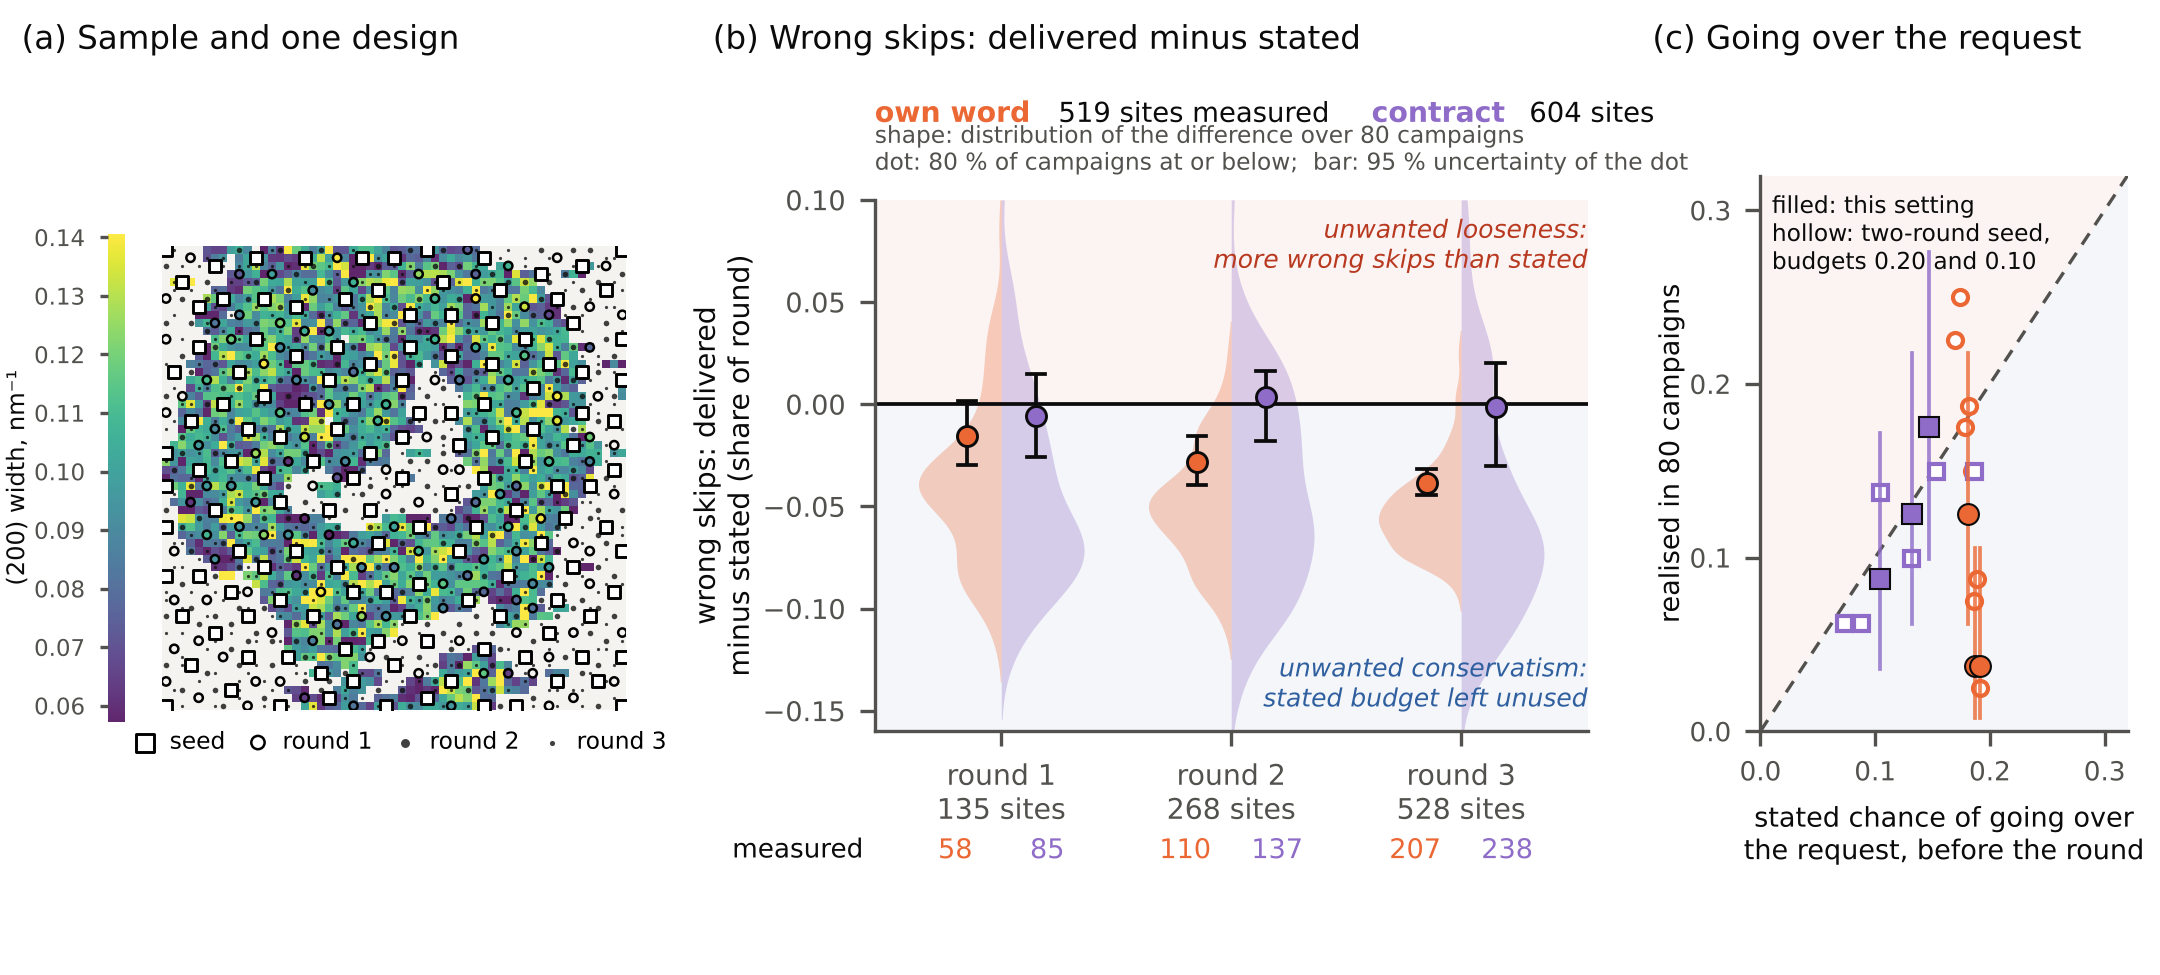 (a) Sample and one design
(b) Wrong skips: delivered minus stated
(c) Going over the request
0.14
0.13
0.12
0.11
0.10
0.09
0.08
0.07
0.06
(200) width, nm⁻¹
seed
round 1
round 2
round 3
own word 519 sites measured contract 604 sites
shape: distribution of the difference over 80 campaigns
dot: 80 % of campaigns at or below; bar: 95 % uncertainty of the dot
wrong skips: delivered
minus stated (share of round)
0.10
0.05
0.00
−0.05
−0.10
−0.15
unwanted looseness:
more wrong skips than stated
unwanted conservatism:
stated budget left unused
round 1
135 sites
round 2
268 sites
round 3
528 sites
measured 58 85 110 137 207 238
filled: this setting
hollow: two-round seed,
budgets 0.20 and 0.10
realised in 80 campaigns
0.3
0.2
0.1
0.0
0.0 0.1 0.2 0.3
stated chance of going over
the request, before the round